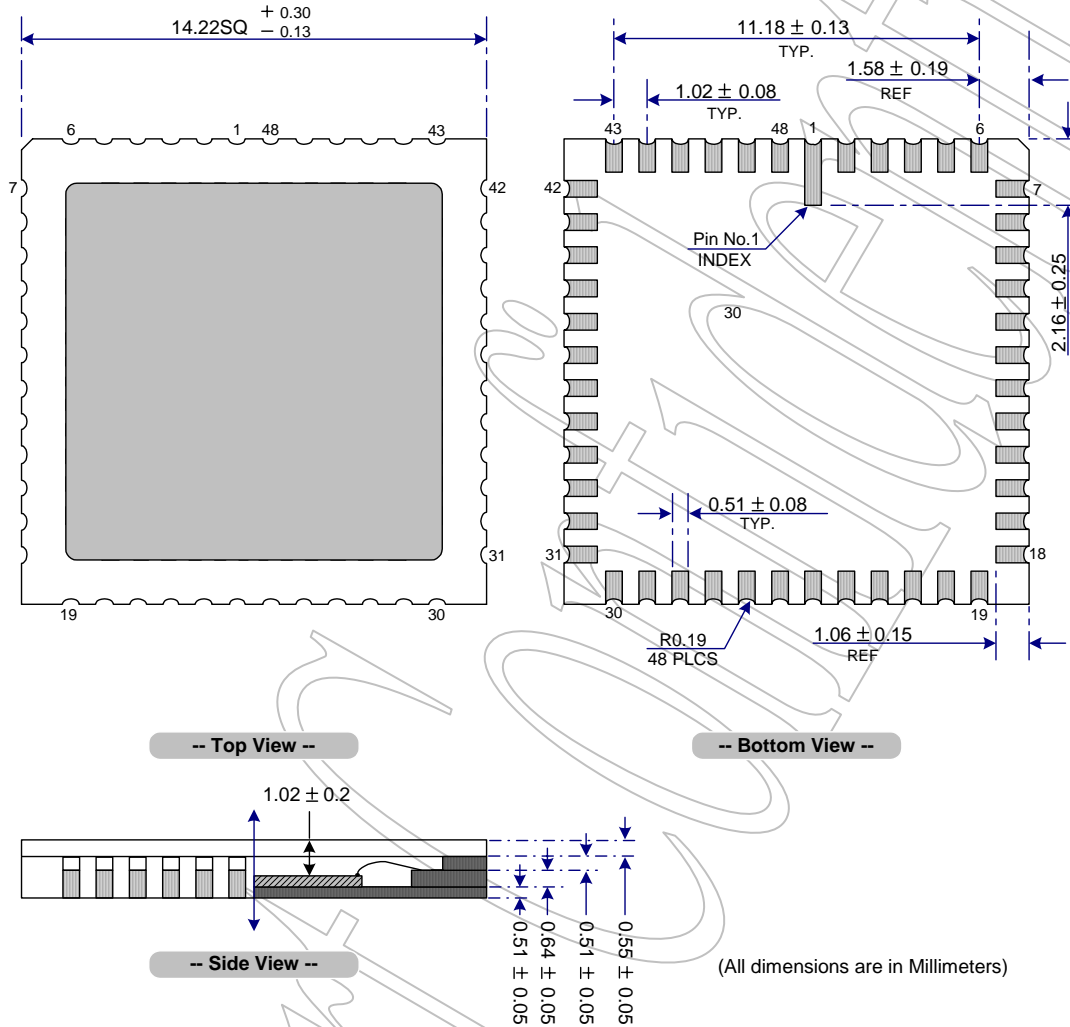 14.22SQ + 0.30
− 0.13
11.18 ± 0.13
TYP.
1.58 ± 0.19
REF
1.02 ± 0.08
TYP.
6 1 48 43
43 48 1 6
7 42
42 7
Pin No.1
INDEX
2.16 ± 0.25
30
0.51 ± 0.08
TYP.
31
31 18
19 30
30 19
R0.19
48 PLCS
1.06 ± 0.15
REF
-- Top View --
-- Bottom View --
1.02 ± 0.2
0.51 ± 0.05
0.64 ± 0.05
0.51 ± 0.05
0.55 ± 0.05
-- Side View --
(All dimensions are in Millimeters)